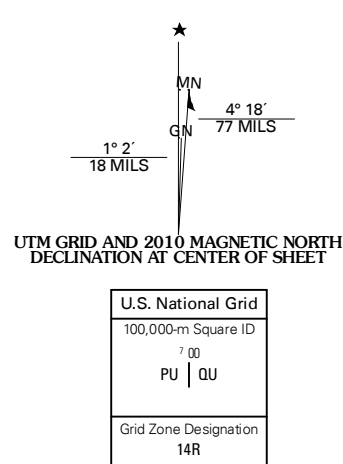 ★
MN
4° 18´
77 MILS
GN
1° 2´
18 MILS
UTM GRID AND 2010 MAGNETIC NORTH
DECLINATION AT CENTER OF SHEET
U.S. National Grid
100,000-m Square ID
7 00
PU | QU
Grid Zone Designation
14R